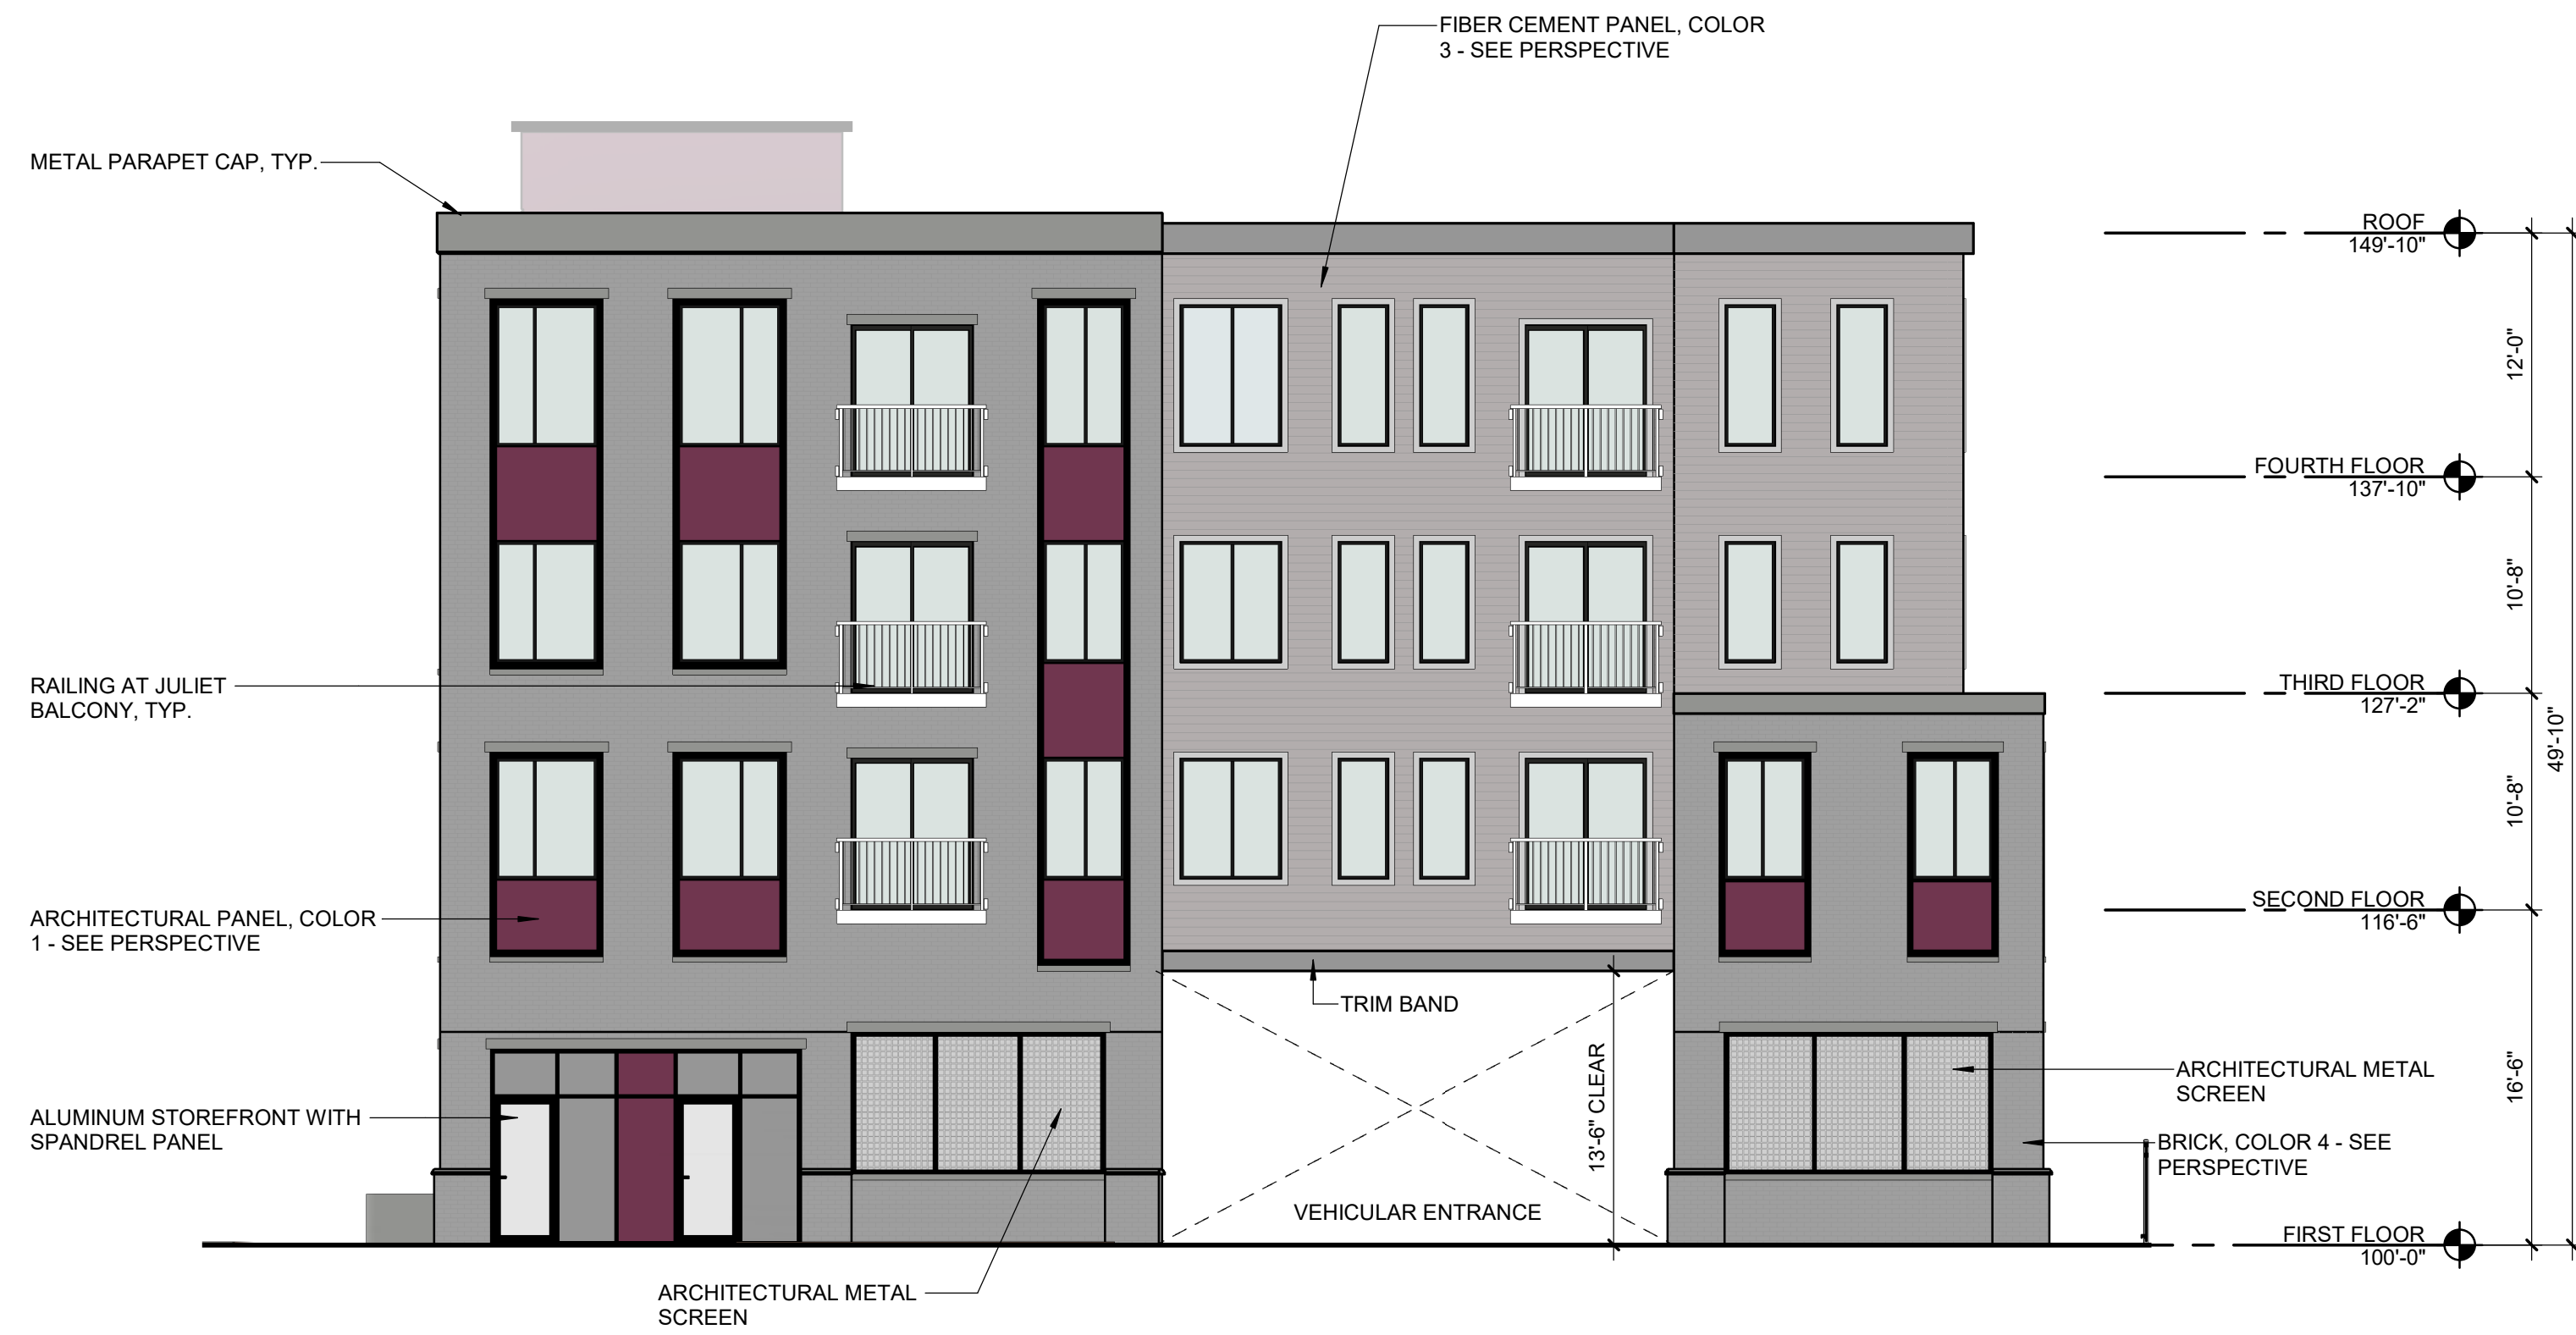 FIBER CEMENT PANEL, COLOR
3 - SEE PERSPECTIVE
METAL PARAPET CAP, TYP.
RAILING AT JULIET
BALCONY, TYP.
ARCHITECTURAL PANEL, COLOR
1 - SEE PERSPECTIVE
ALUMINUM STOREFRONT WITH
SPANDREL PANEL
ARCHITECTURAL METAL
SCREEN
TRIM BAND
13'-6" CLEAR
VEHICULAR ENTRANCE
ARCHITECTURAL METAL
SCREEN
BRICK, COLOR 4 - SEE
PERSPECTIVE
ROOF
149'-10"
FOURTH FLOOR
137'-10"
THIRD FLOOR
127'-2"
SECOND FLOOR
116'-6"
FIRST FLOOR
100'-0"
12'-0"
10'-8"
10'-8"
16'-6"
49'-10"